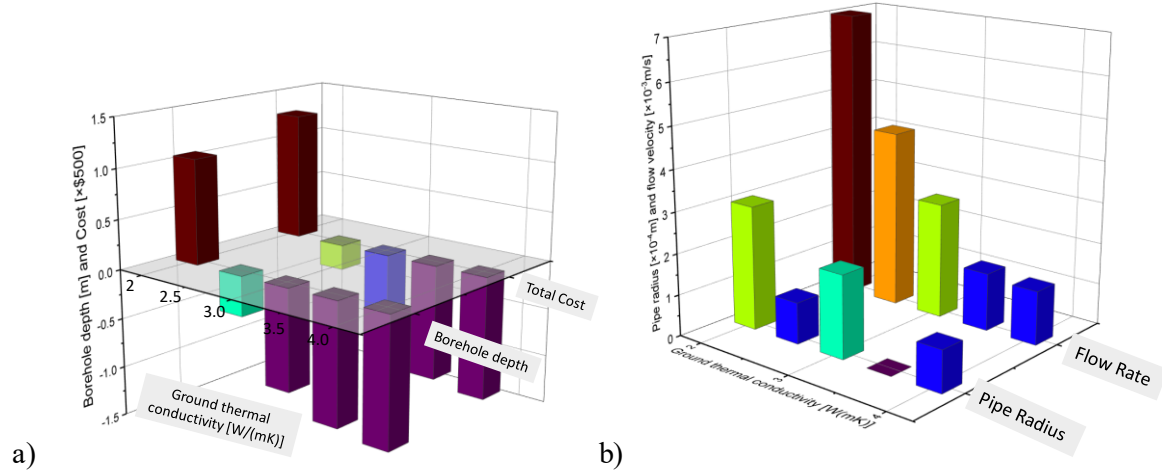 1.5
1.0
0.5
0.0
-0.5
-1.0
-1.5
Borehole depth [m] and Cost [×$500]
2
2.5
3.0
3.5
4.0
Total Cost
Borehole depth
Ground thermal
conductivity [W/(mK)]
a)
7
6
5
4
3
2
1
0
Pipe radius [×10⁻⁴m] and flow velocity [×10⁻³m/s]
2
3
4
Ground thermal conductivity [W(mK)]
Flow Rate
Pipe Radius
b)